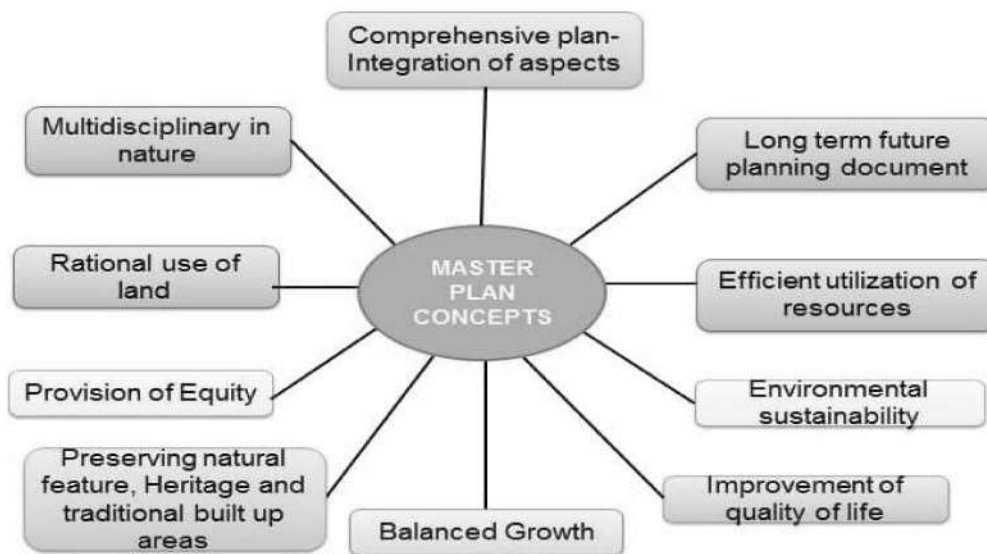 Comprehensive plan-
Integration of aspects
Multidisciplinary in
nature
Long term future
planning document
Rational use of
land
MASTER
PLAN
CONCEPTS
Efficient utilization of
resources
Provision of Equity
Environmental
sustainability
Preserving natural
feature, Heritage and
traditional built up
areas
Balanced Growth
Improvement of
quality of life